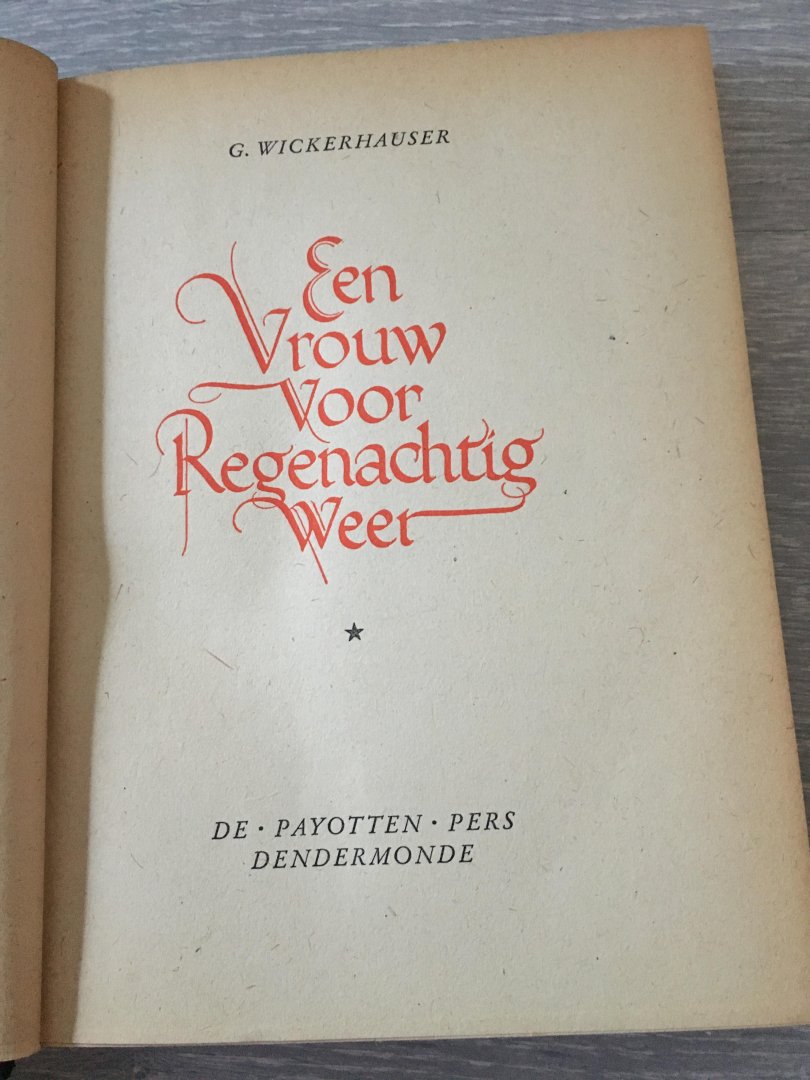 G. WICKERHAUSER
Een
Vrouw
voor
Regenachtig
Weer
DE · PAYOTTEN · PERS
DENDERMONDE